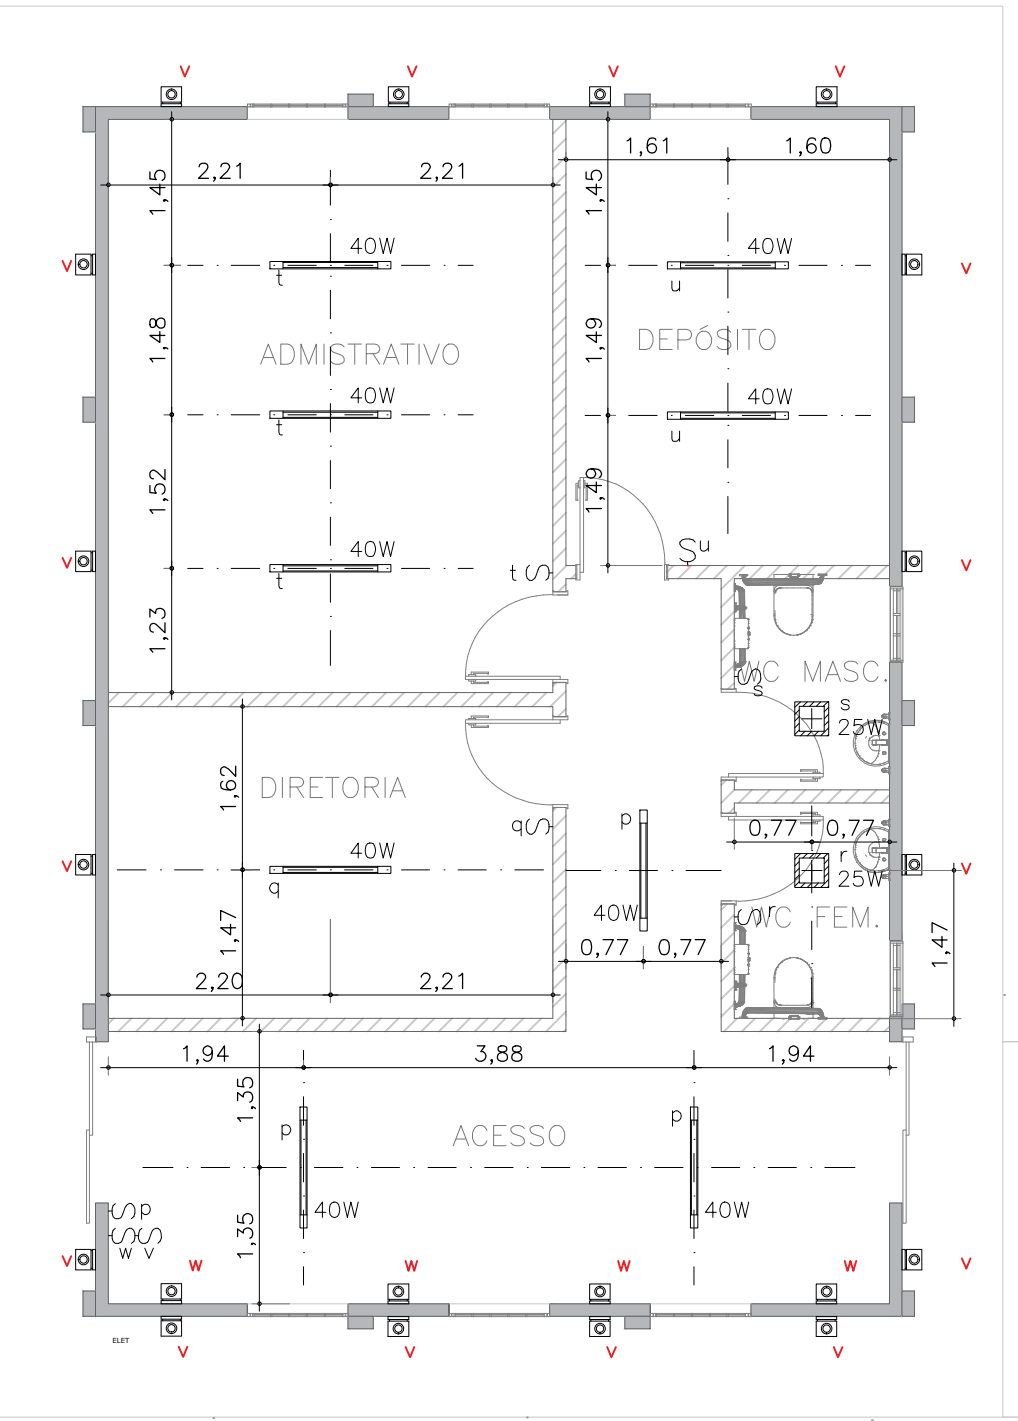 V V V V
1,61 1,60
2,21 2,21
1,45 1,45
40W 40W
V t u V
1,48 1,49
ADMISTRATIVO DEPÓSITO
40W 40W
t u
1,52 1,49
40W
V t t S S u V
1,23
WC MASC.
S s
s
25W
1,62
DIRETORIA
q S p 0,77 0,77
40W r
V q 25W V
40W S r WC FEM.
1,47 0,77 0,77 1,47
2,20 2,21
1,94 3,88 1,94
1,35
p ACESSO p
S p 40W 40W
S S 1,35
w v
V W W W W V
ELET
V V V V